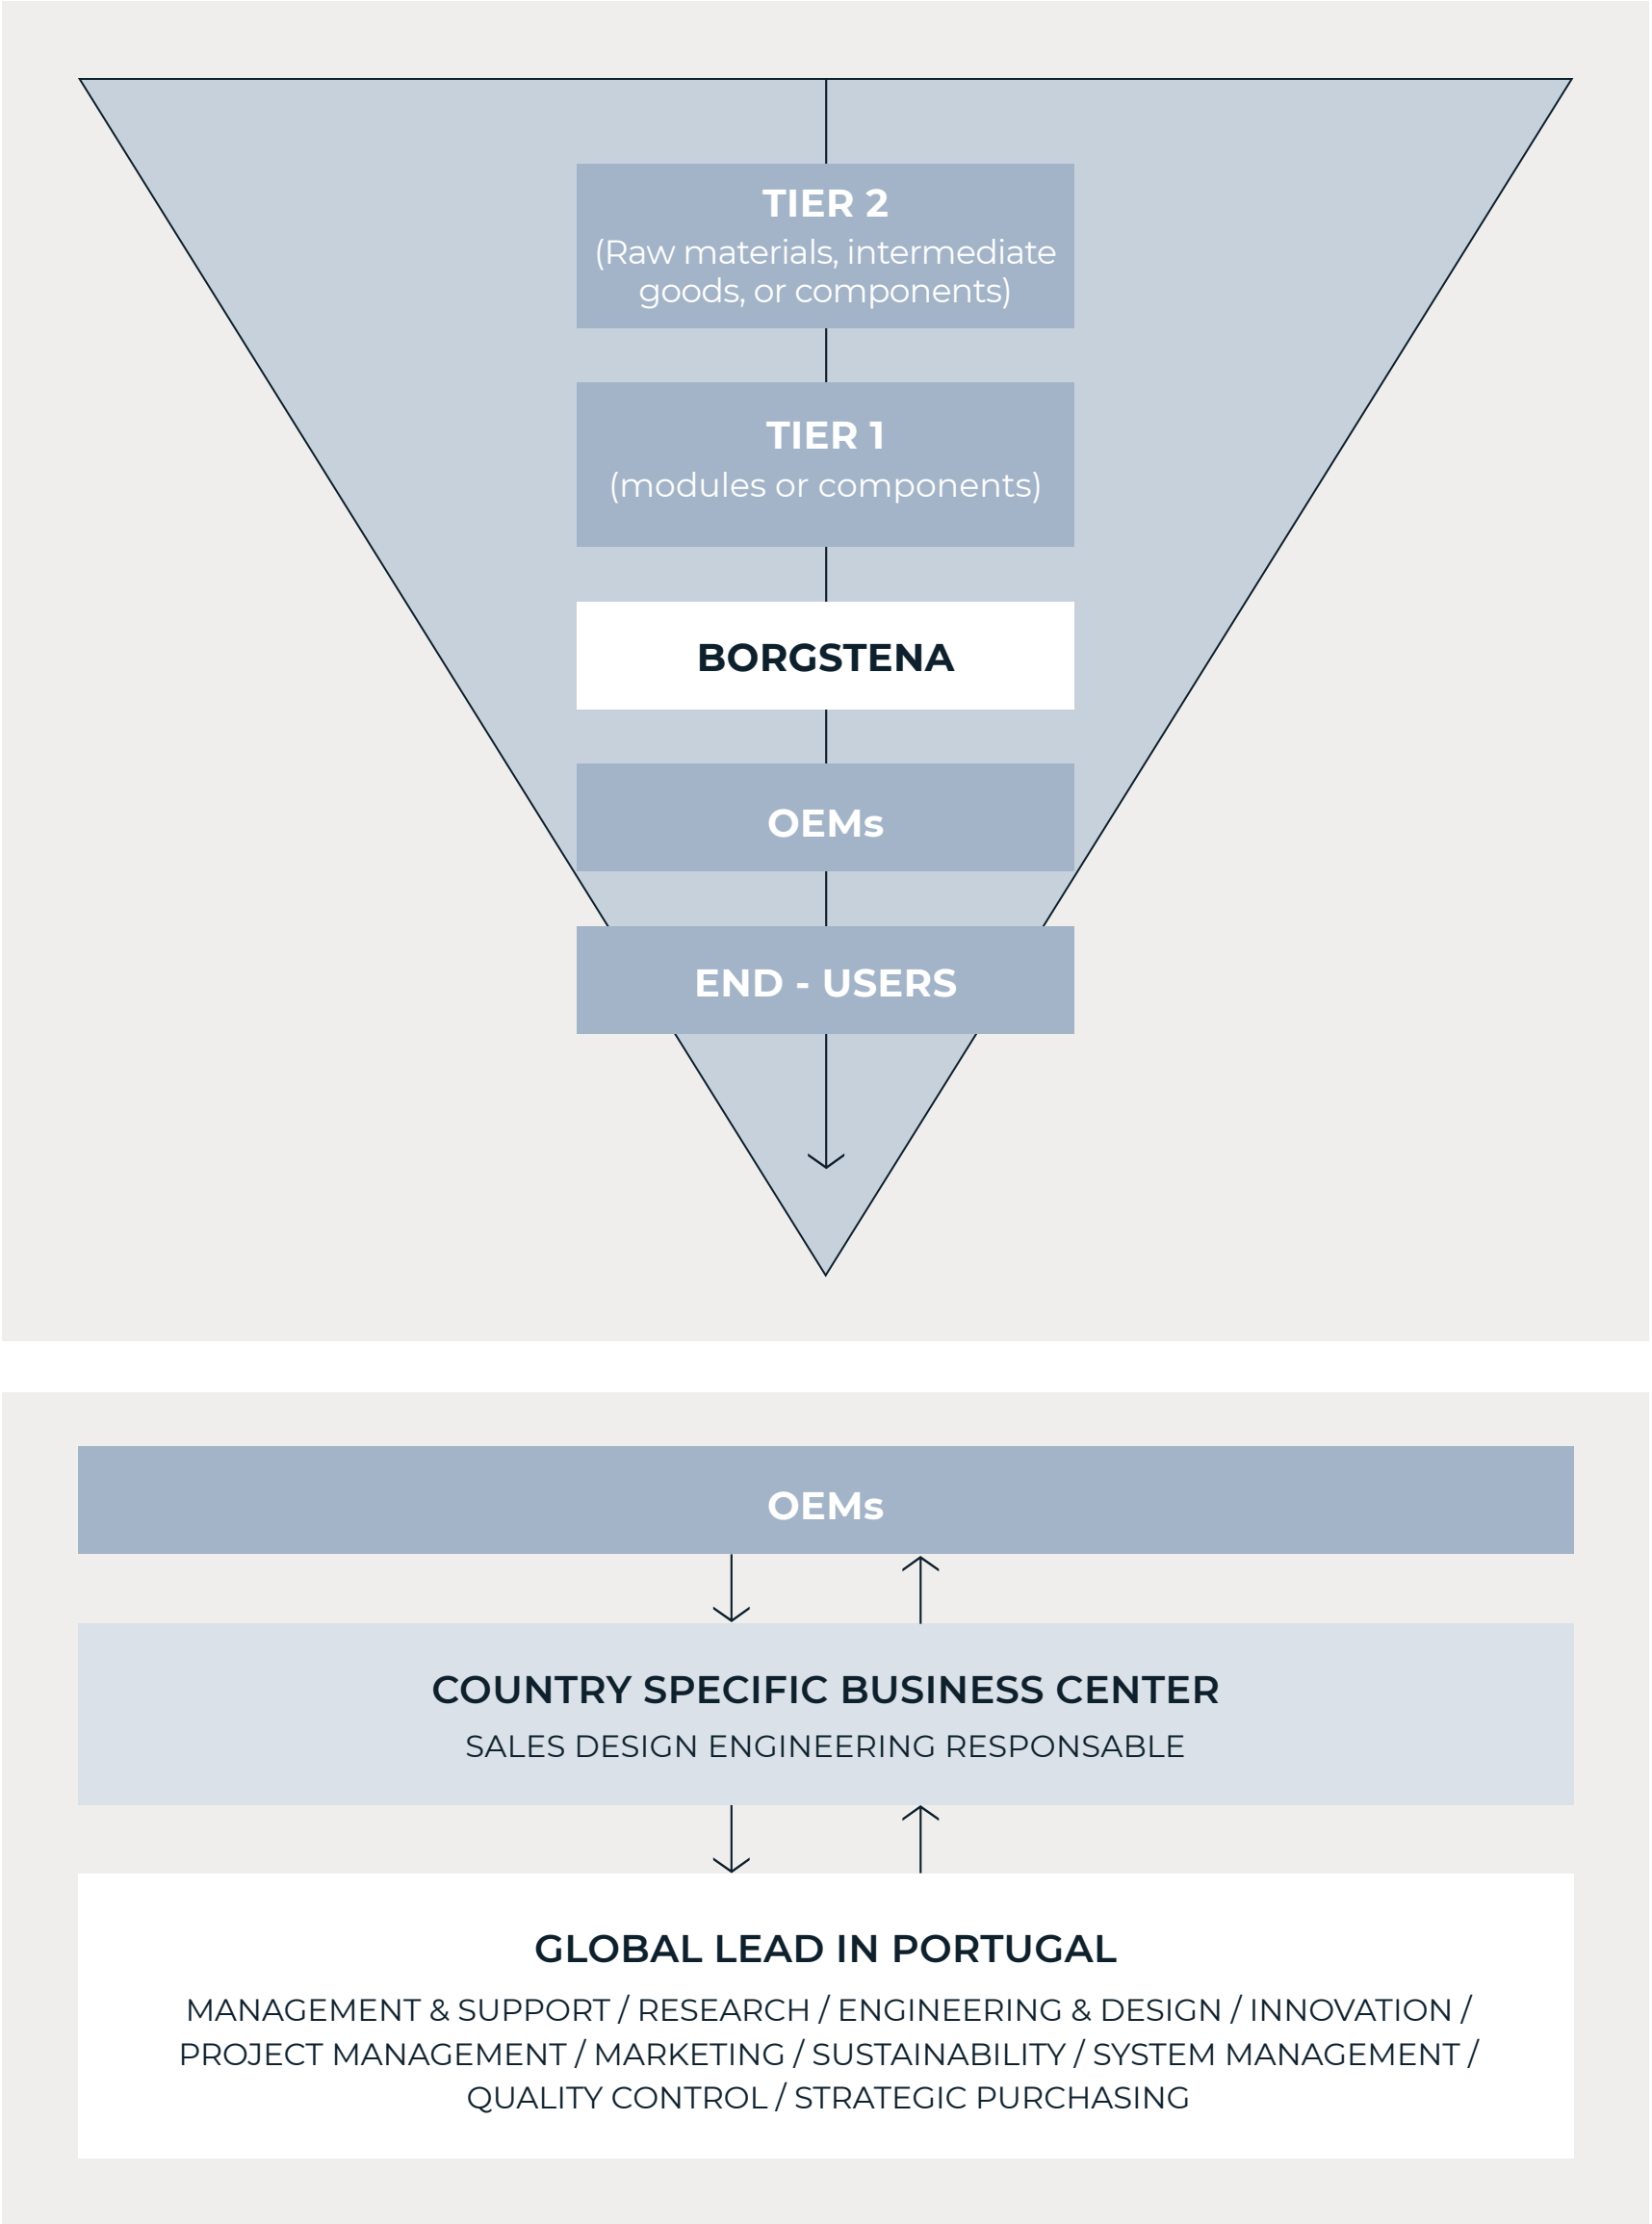 TIER 2
(Raw materials, intermediate
goods, or components)
TIER 1
(modules or components)
BORGSTENA
OEMs
END - USERS
OEMs
COUNTRY SPECIFIC BUSINESS CENTER
SALES DESIGN ENGINEERING RESPONSABLE
GLOBAL LEAD IN PORTUGAL
MANAGEMENT & SUPPORT / RESEARCH / ENGINEERING & DESIGN / INNOVATION /
PROJECT MANAGEMENT / MARKETING / SUSTAINABILITY / SYSTEM MANAGEMENT /
QUALITY CONTROL / STRATEGIC PURCHASING